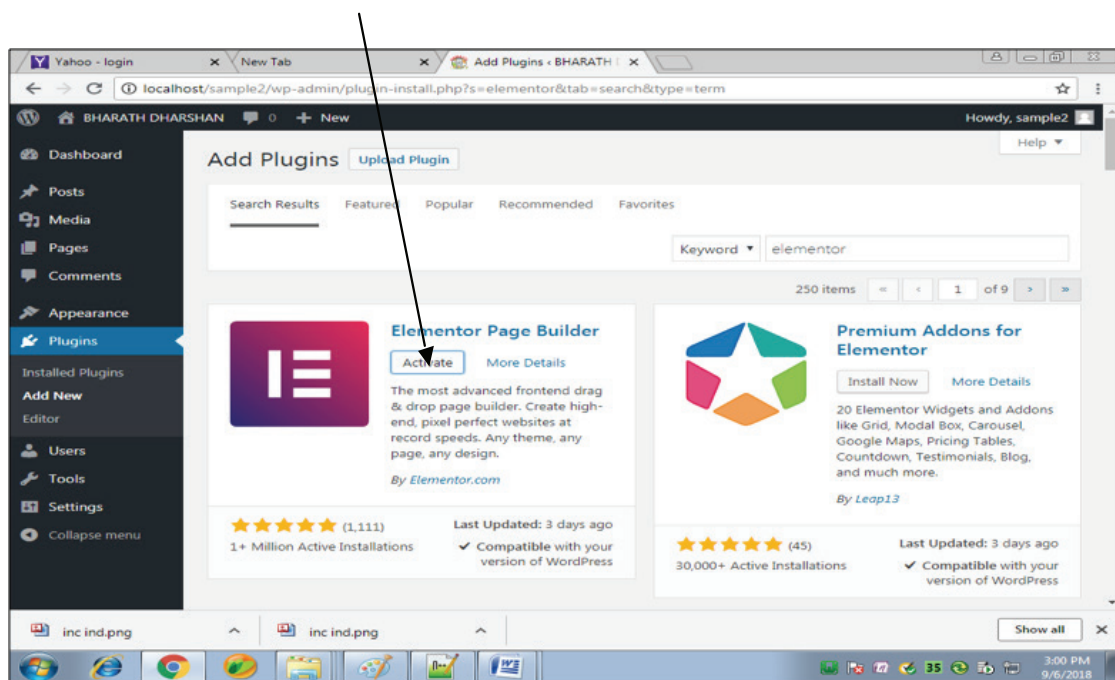 Yahoo - login
New Tab
Add Plugins ‹ BHARATH
localhost/sample2/wp-admin/plugin-install.php?s=elementor&tab=search&type=term
BHARATH DHARSHAN
0
+ New
Howdy, sample2
Help
Dashboard
Posts
Media
Pages
Comments
Appearance
Plugins
Installed Plugins
Add New
Editor
Users
Tools
Settings
Collapse menu
Add Plugins
Upload Plugin
Search Results
Featured
Popular
Recommended
Favorites
Keyword
elementor
250 items
«
‹
1
of 9
›
»
Elementor Page Builder
Activate
More Details
The most advanced frontend drag
& drop page builder. Create high-
end, pixel perfect websites at
record speeds. Any theme, any
page, any design.
By Elementor.com
(1,111)
1+ Million Active Installations
Last Updated: 3 days ago
Compatible with your
version of WordPress
Premium Addons for
Elementor
Install Now
More Details
20 Elementor Widgets and Addons
like Grid, Modal Box, Carousel,
Google Maps, Pricing Tables,
Countdown, Testimonials, Blog,
and much more.
By Leap13
(45)
30,000+ Active Installations
Last Updated: 3 days ago
Compatible with your
version of WordPress
inc ind.png
inc ind.png
Show all
35
3:00 PM
9/6/2018